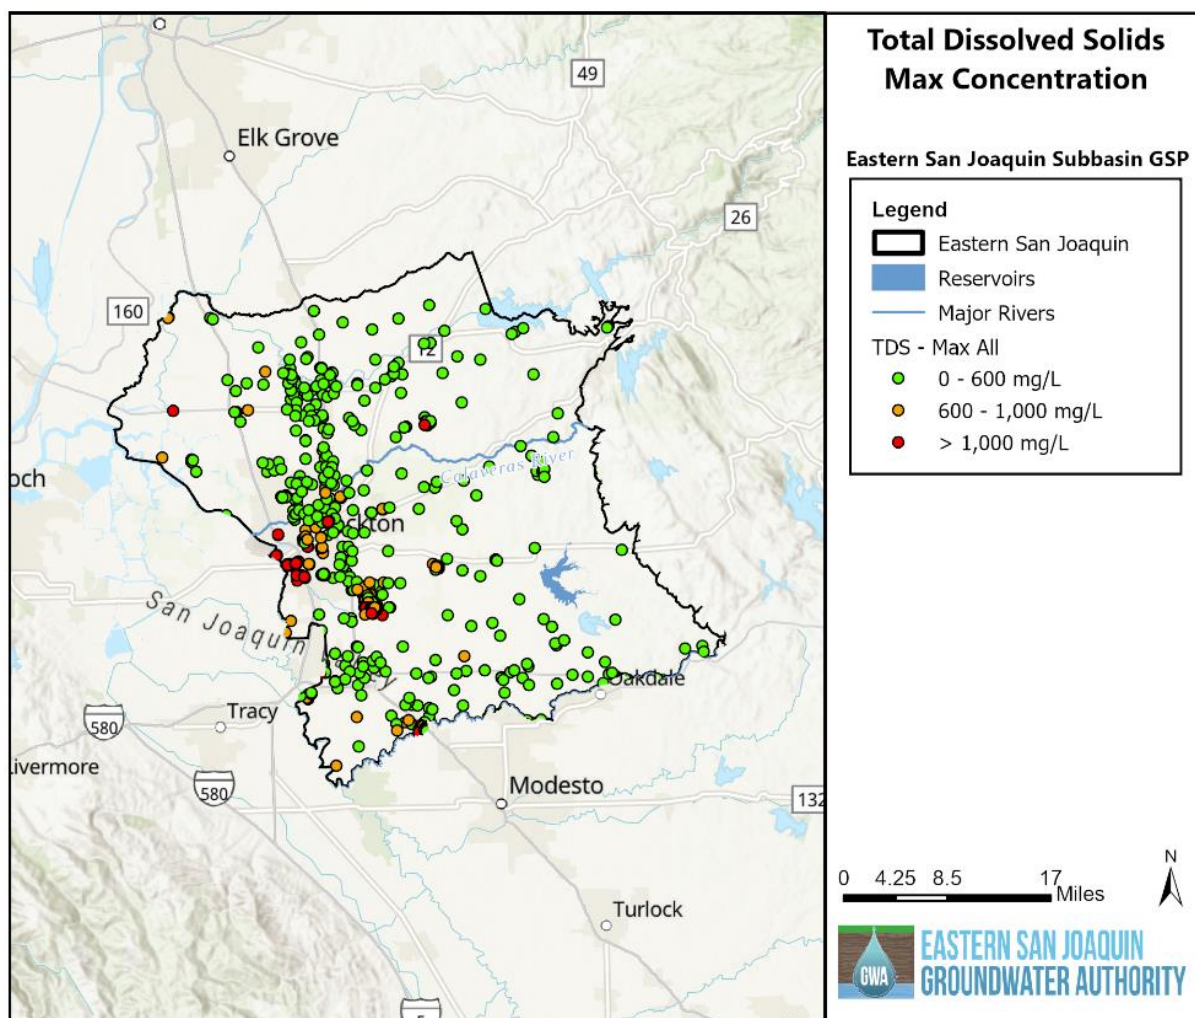 Total Dissolved Solids
Max Concentration
Eastern San Joaquin Subbasin GSP
Legend
Eastern San Joaquin
Reservoirs
Major Rivers
TDS - Max All
0 - 600 mg/L
600 - 1,000 mg/L
> 1,000 mg/L
49
Elk Grove
26
160
12
Calaveras River
och
ckton
San Joaquin
Oakdale
Tracy
580
Livermore
580
Modesto
132
Turlock
5
N
0 4.25 8.5 17
Miles
GWA
EASTERN SAN JOAQUIN
GROUNDWATER AUTHORITY